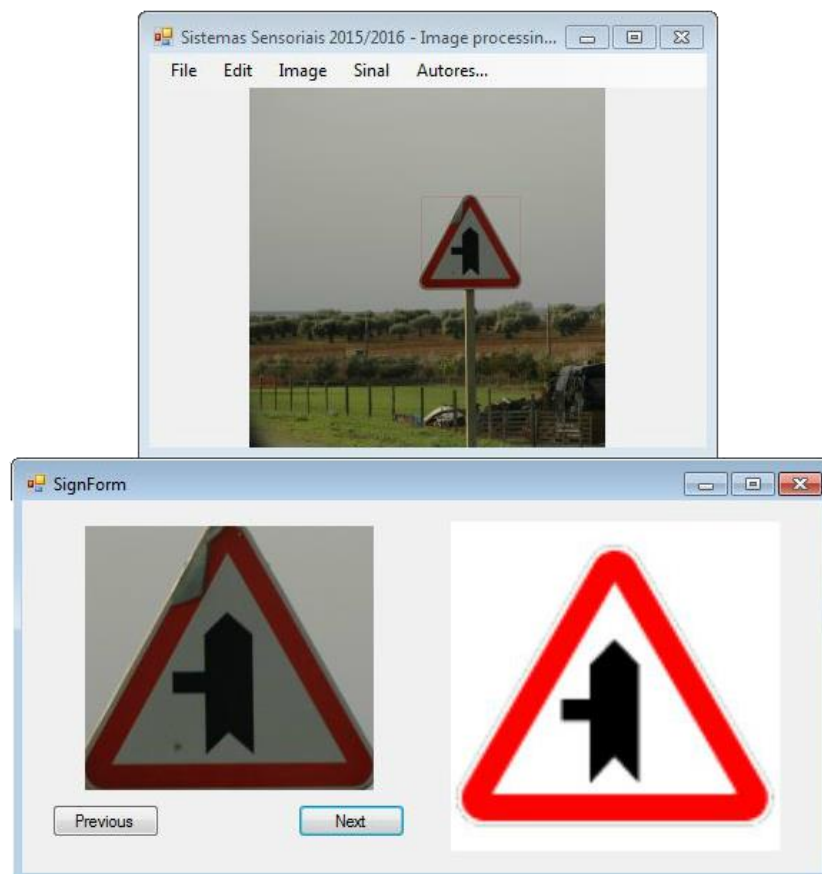 Sistemas Sensoriais 2015/2016 - Image processin...
File Edit Image Sinal Autores...
SignForm
Previous Next